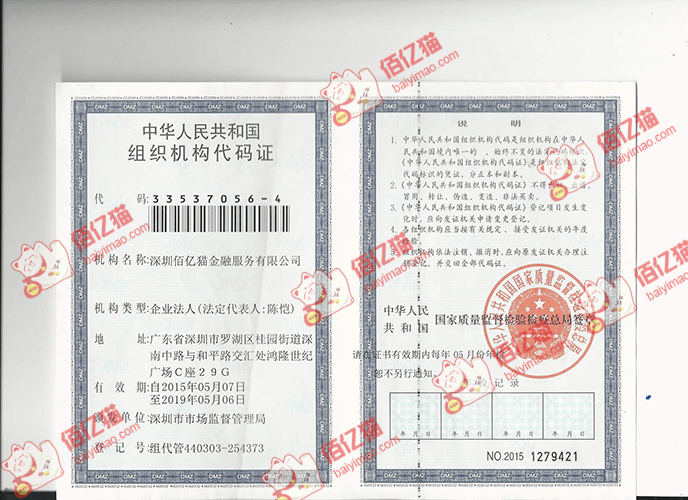 中华人民共和国
组织机构代码证
代 码:33537056-4
机构名称:深圳佰亿猫金融服务有限公司
机构类型:企业法人(法定代表人:陈恺)
地 址:广东省深圳市罗湖区桂园街道深
南中路与和平路交汇处鸿隆世纪
广场C座29G
有 效 期:自2015年05月07日
至2019年05月06日
颁发单位:深圳市市场监督管理局
登 记 号:组代管440303-254373
说 明
1. 中华人民共和国组织机构代码是组织机构在中华人
民共和国境内唯一的、始终不变的法定代码标识,
《中华人民共和国组织机构代码证》是组织机构法定
代码标识的凭证,分正本和副本。
2.《中华人民共和国组织机构代码证》不得出租、出借、
冒用、转让、伪造、变造、非法买卖。
3.《中华人民共和国组织机构代码证》登记项目发生变
化时,应向发证机关申请变更登记。
4. 各组织机构应当按有关规定,接受发证机关的年度
验。
5. 组织机构依法注销、撤消时,应向原发证机关办理注
销登记,并交回全部代码证。
中华人民
共和国
国家质量监督检验检疫总局签章
请在证书有效期内每年05月份年检
恕不另行通知。
记录
年 月 日 年 月 日 年 月 日 年 月 日
NO.2015 1279421
佰亿猫
baiyimao.com